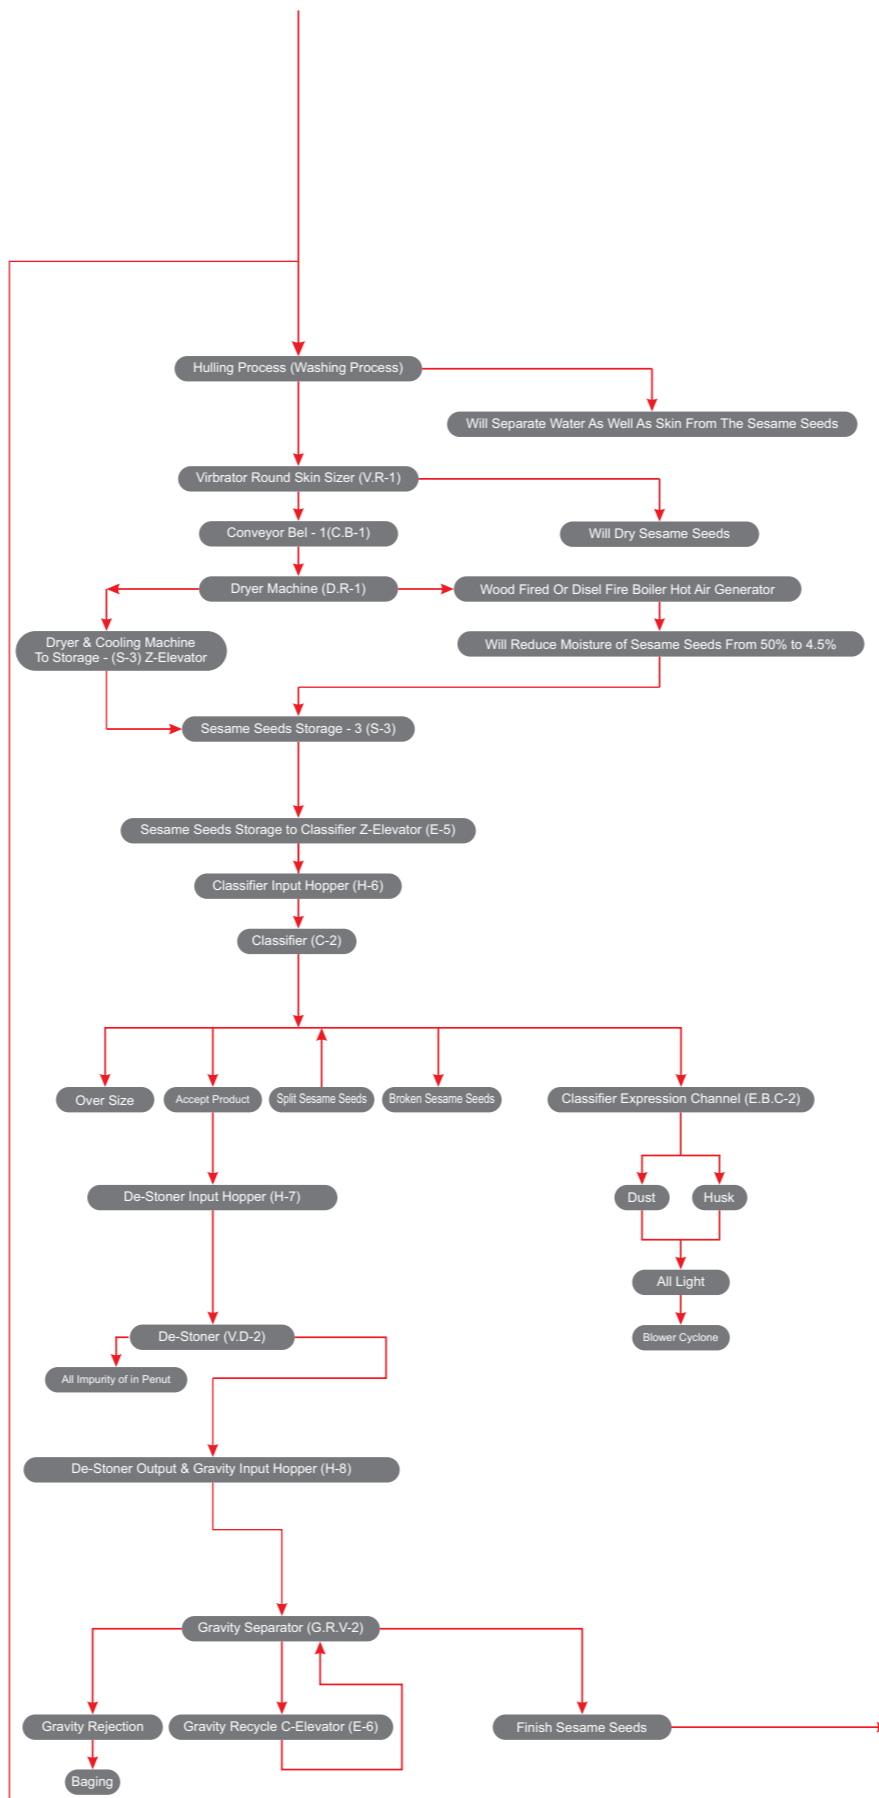 Hulling Process (Washing Process)
Will Separate Water As Well As Skin From The Sesame Seeds
Virbrator Round Skin Sizer (V.R-1)
Conveyor Bel - 1(C.B-1)
Will Dry Sesame Seeds
Dryer Machine (D.R-1)
Wood Fired Or Disel Fire Boiler Hot Air Generator
Dryer & Cooling Machine
To Storage - (S-3) Z-Elevator
Will Reduce Moisture of Sesame Seeds From 50% to 4.5%
Sesame Seeds Storage - 3 (S-3)
Sesame Seeds Storage to Classifier Z-Elevator (E-5)
Classifier Input Hopper (H-6)
Classifier (C-2)
Over Size
Accept Product
Split Sesame Seeds
Broken Sesame Seeds
Classifier Expression Channel (E.B.C-2)
De-Stoner Input Hopper (H-7)
Dust
Husk
All Light
De-Stoner (V.D-2)
Blower Cyclone
All Impurity of in Penut
De-Stoner Output & Gravity Input Hopper (H-8)
Gravity Separator (G.R.V-2)
Gravity Rejection
Gravity Recycle C-Elevator (E-6)
Finish Sesame Seeds
Baging